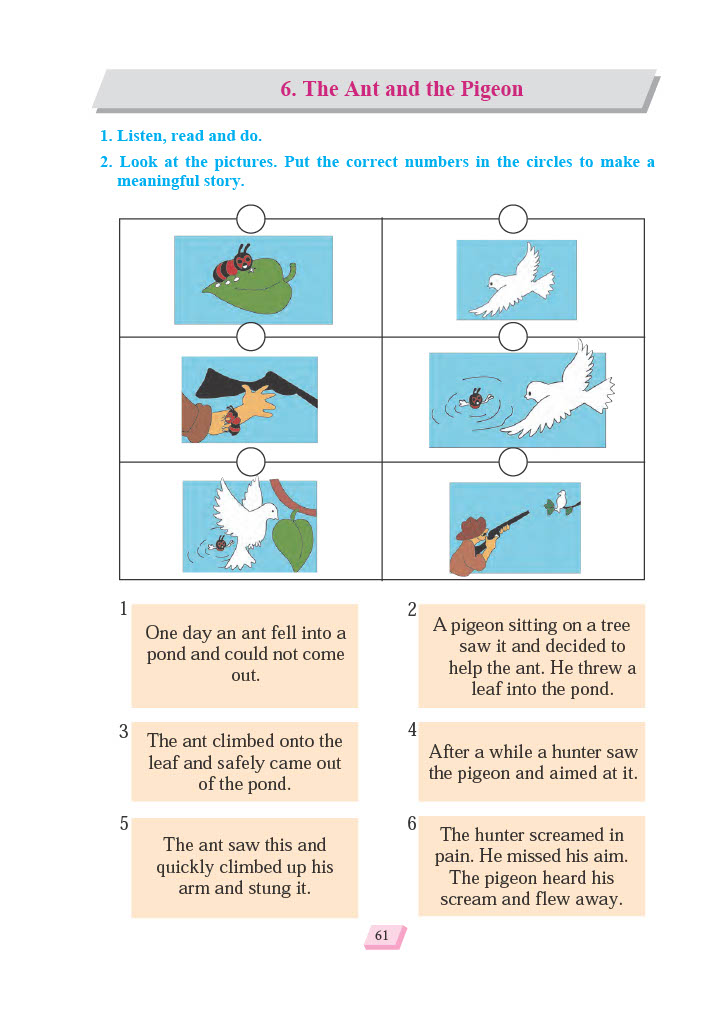 6. The Ant and the Pigeon
1. Listen, read and do.
2. Look at the pictures. Put the correct numbers in the circles to make a
meaningful story.
1
One day an ant fell into a
pond and could not come
out.
2
A pigeon sitting on a tree
saw it and decided to
help the ant. He threw a
leaf into the pond.
3
The ant climbed onto the
leaf and safely came out
of the pond.
4
After a while a hunter saw
the pigeon and aimed at it.
5
The ant saw this and
quickly climbed up his
arm and stung it.
6
The hunter screamed in
pain. He missed his aim.
The pigeon heard his
scream and flew away.
61